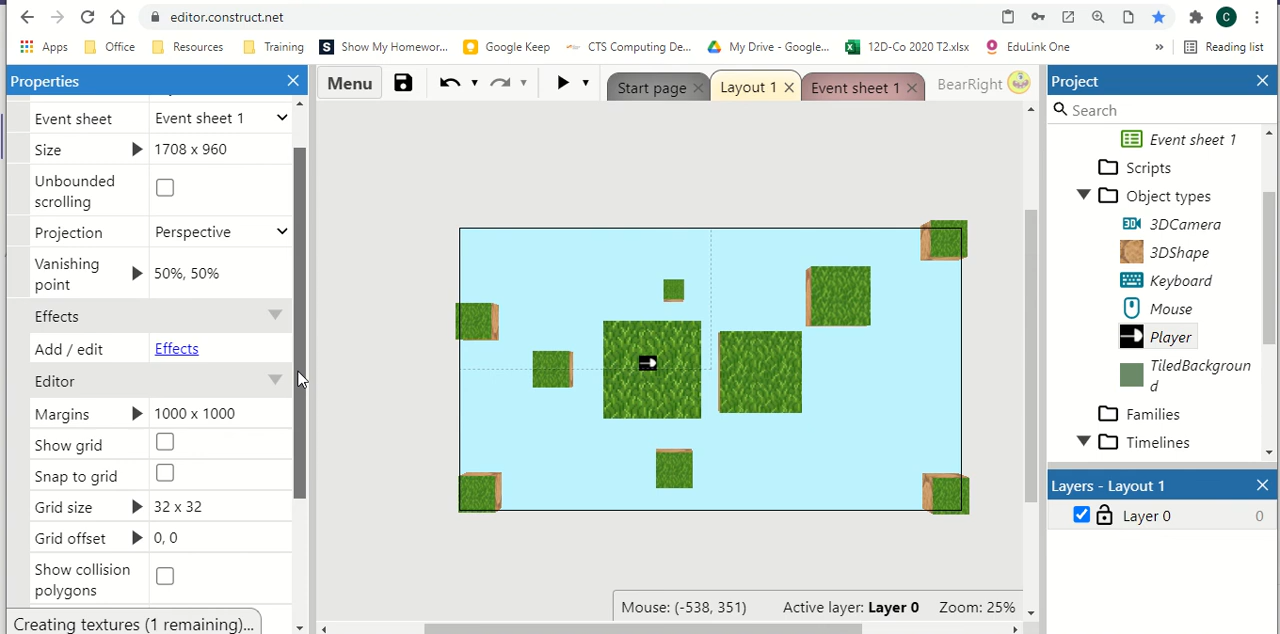 editor.construct.net
C
Apps
Office
Resources
Training
S
Show My Homewor...
Google Keep
CTS Computing De...
My Drive - Google...
12D-Co 2020 T2.xlsx
EduLink One
»
Reading list
Properties
Event sheet
Event sheet 1
Size
1708 x 960
Unbounded
scrolling
Projection
Perspective
Vanishing
point
50%, 50%
Effects
Add / edit
Effects
Editor
Margins
1000 x 1000
Show grid
Snap to grid
Grid size
32 x 32
Grid offset
0, 0
Show collision
polygons
Creating textures (1 remaining)...
Menu
Start page
Layout 1
Event sheet 1
BearRight
Mouse: (-538, 351)
Active layer: Layer 0
Zoom: 25%
Project
Search
Event sheet 1
Scripts
Object types
3D
3DCamera
3DShape
Keyboard
Mouse
Player
TiledBackgroun
d
Families
Timelines
Layers - Layout 1
Layer 0
0